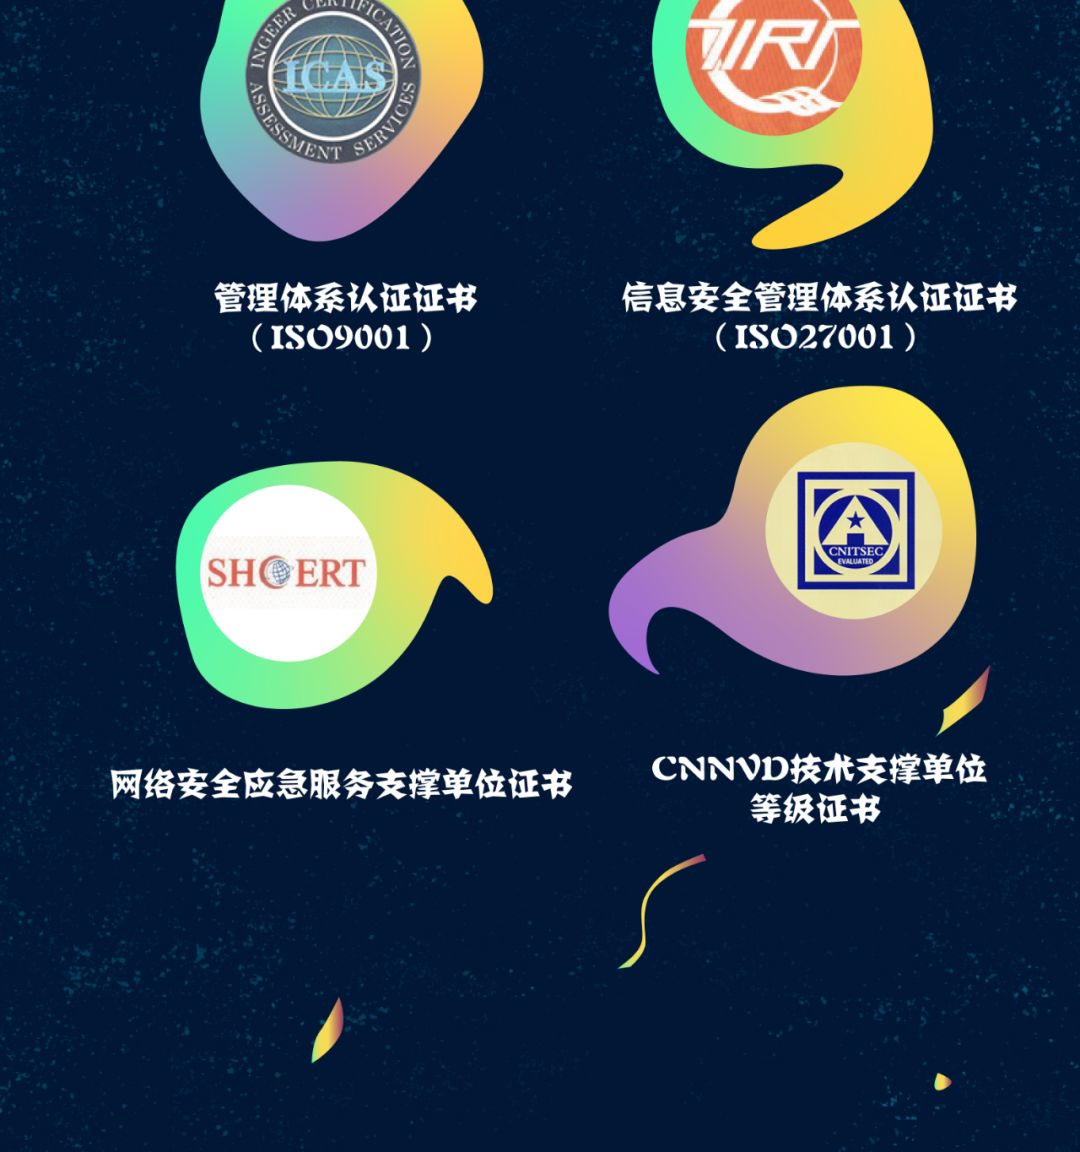 INGEER CERTIFICATION
ICAS
ASSESSMENT SERVICES
管理体系认证证书
（ISO9001）
信息安全管理体系认证证书
（ISO27001）
SHCERT
网络安全应急服务支撑单位证书
CNITSEC
EVALUATED
CNNVD技术支撑单位
等级证书